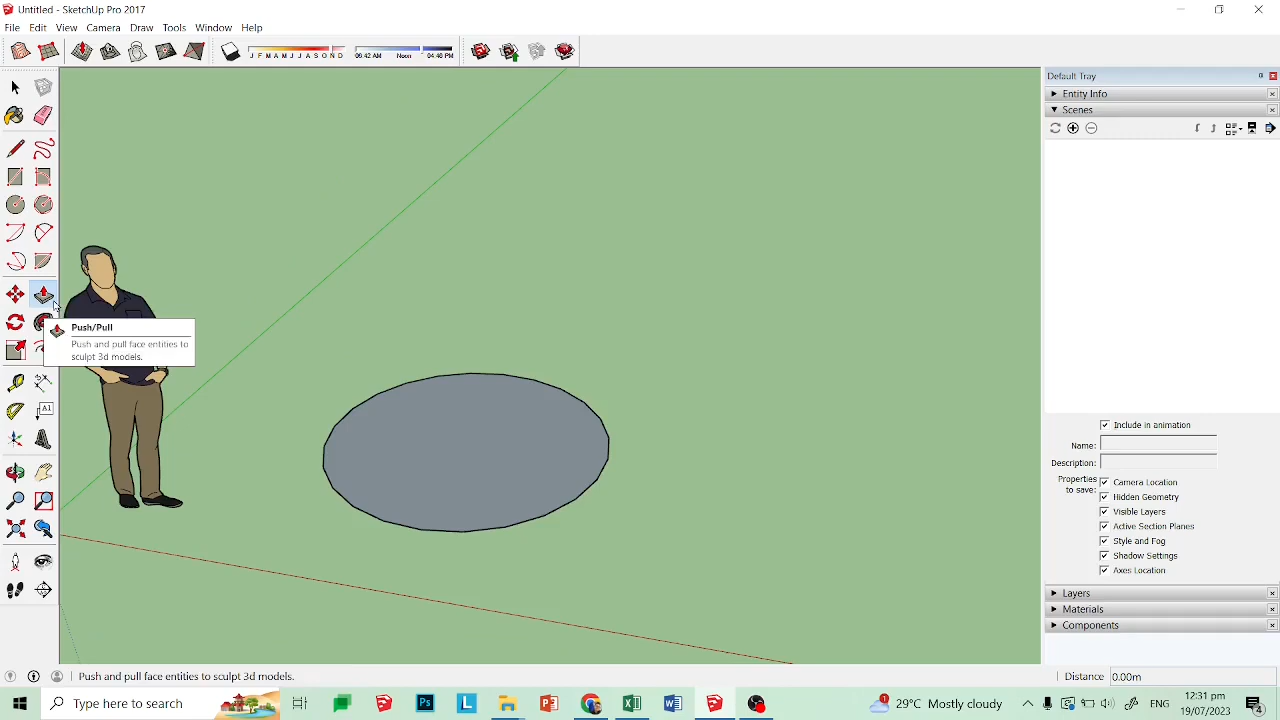 Untitled - SketchUp Pro 2017
File Edit View Camera Draw Tools Window Help
J F M A M J J A S O N D
06:42 AM Noon 04:46 PM
Default Tray
Entity Info
Scenes
Push/Pull
Push and pull face entities to
sculpt 3d models.
A1
Include in animation
Name:
Description:
Properties
to save:
Camera Location
Hidden Geometry
Visible Layers
Active Section Planes
Style and Fog
Shadow Settings
Axes Location
Layers
Materials
Components
Push and pull face entities to sculpt 3d models.
Distance 0.00m
Type here to search
Ps
L
29°C Mostly cloudy
ENG
12:31 pm
19/07/2023
4